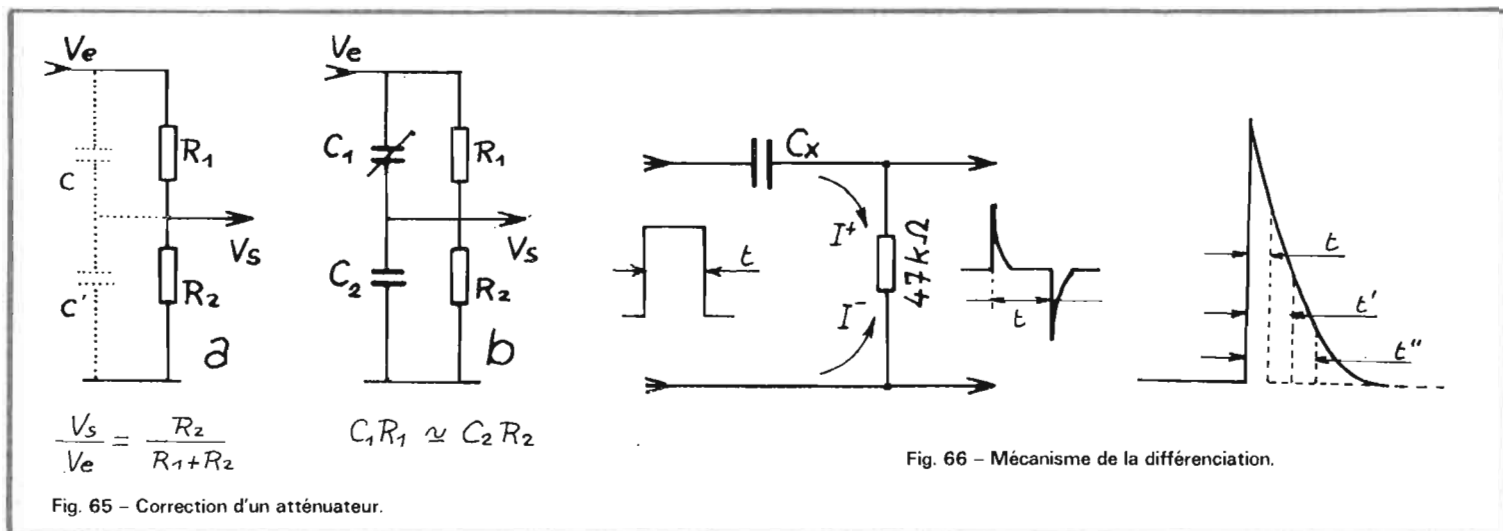 Ve
C
R1
Vs
C'
R2
a
Vs/Ve = R2/(R1+R2)
Fig. 65 – Correction d'un atténuateur.
Ve
C1
R1
Vs
C2
R2
b
C1R1 ≃ C2R2
Cx
t
I+
I-
47kΩ
t
t
t'
t"
Fig. 66 – Mécanisme de la différenciation.